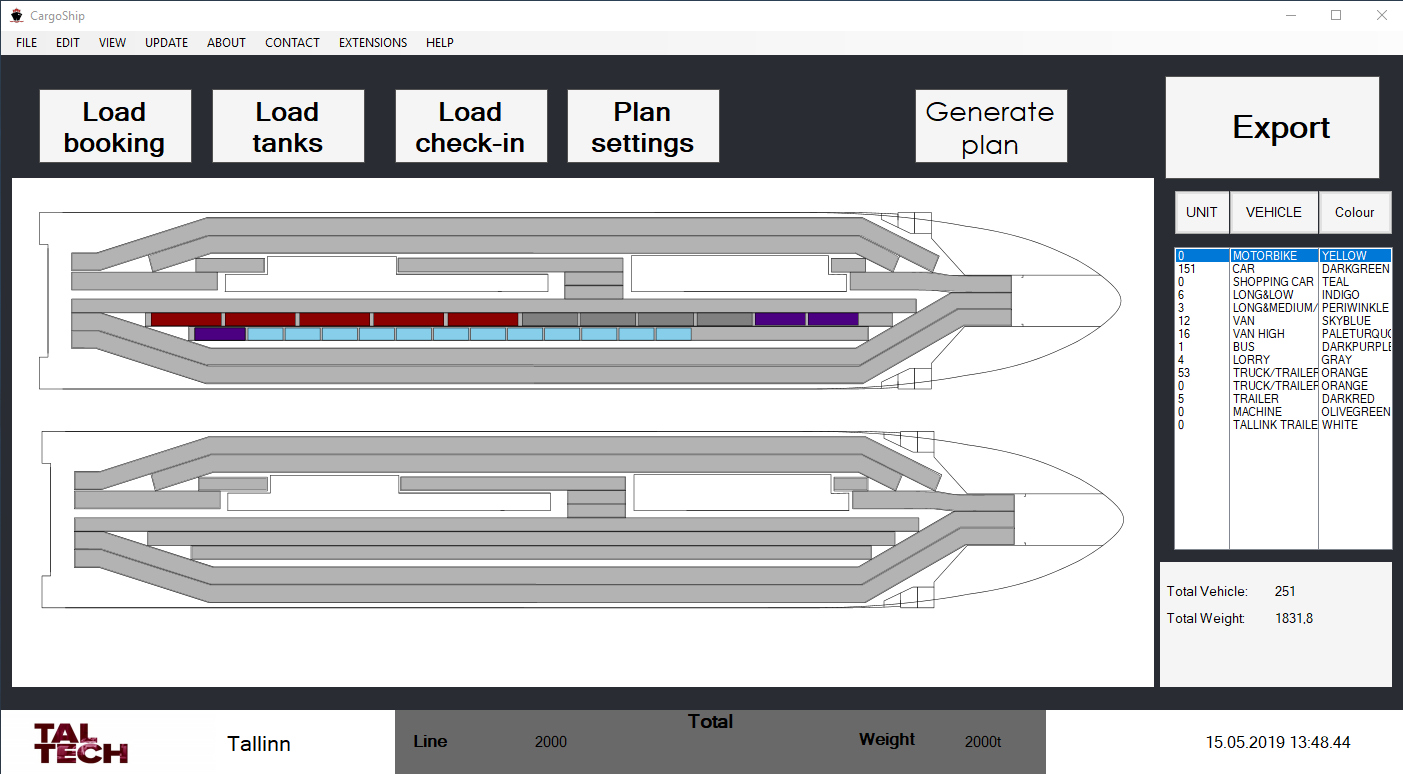 CargoShip
FILE EDIT VIEW UPDATE ABOUT CONTACT EXTENSIONS HELP
Load booking
Load tanks
Load check-in
Plan settings
Generate plan
Export
UNIT VEHICLE Colour
0 MOTORBIKE YELLOW
151 CAR DARKGREEN
0 SHOPPING CAR TEAL
6 LONG&LOW INDIGO
3 LONG&MEDIUM/ PERIWINKLE
12 VAN SKYBLUE
16 VAN HIGH PALETURQUO
1 BUS DARKPURPLE
4 LORRY GRAY
53 TRUCK/TRAILER ORANGE
0 TRUCK/TRAILER ORANGE
5 TRAILER DARKRED
0 MACHINE OLIVEGREEN
0 TALLINK TRAILE WHITE
Total Vehicle: 251
Total Weight: 1831,8
TAL
TECH
Tallinn
Total
Line 2000 Weight 2000t
15.05.2019 13:48.44